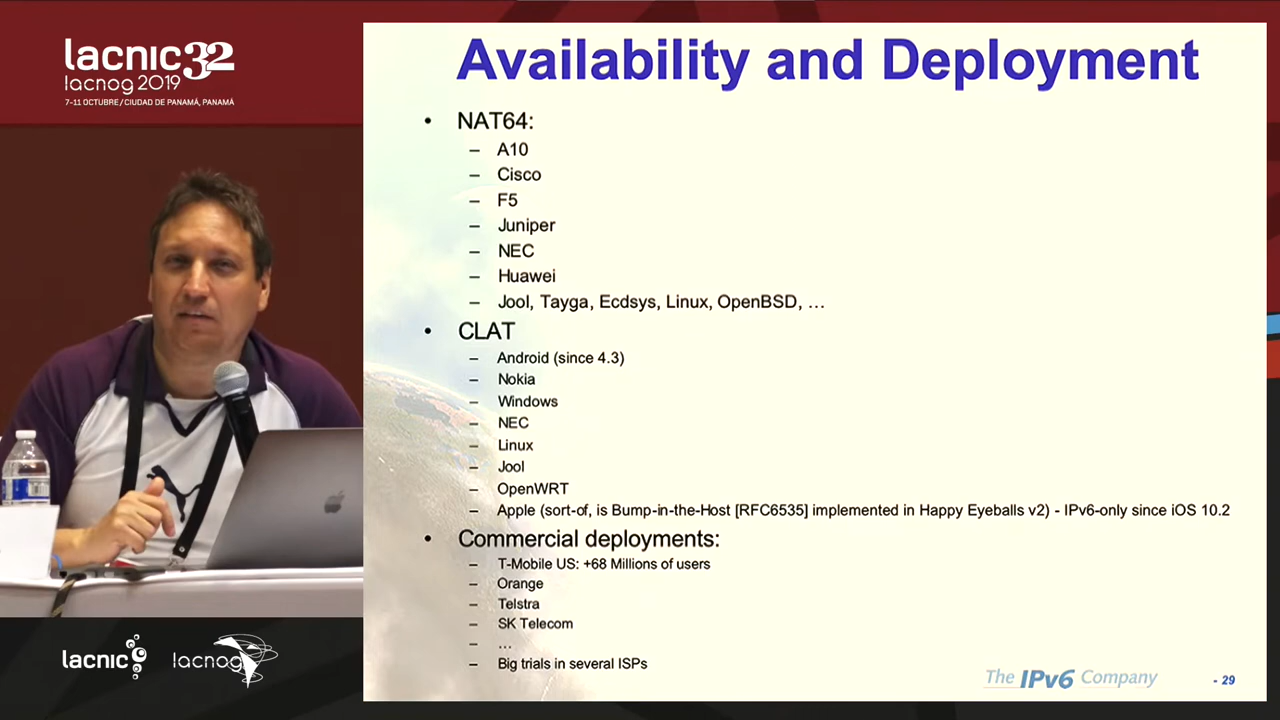 lacnic32
lacnog 2019
7-11 OCTUBRE / CIUDAD DE PANAMÁ, PANAMÁ
Availability and Deployment
• NAT64:
– A10
– Cisco
– F5
– Juniper
– NEC
– Huawei
– Jool, Tayga, Ecdsys, Linux, OpenBSD, …
• CLAT
– Android (since 4.3)
– Nokia
– Windows
– NEC
– Linux
– Jool
– OpenWRT
– Apple (sort-of, is Bump-in-the-Host [RFC6535] implemented in Happy Eyeballs v2) - IPv6-only since iOS 10.2
• Commercial deployments:
– T-Mobile US: +68 Millions of users
– Orange
– Telstra
– SK Telecom
– …
– Big trials in several ISPs
The IPv6 Company
- 29
lacnic
lacnog